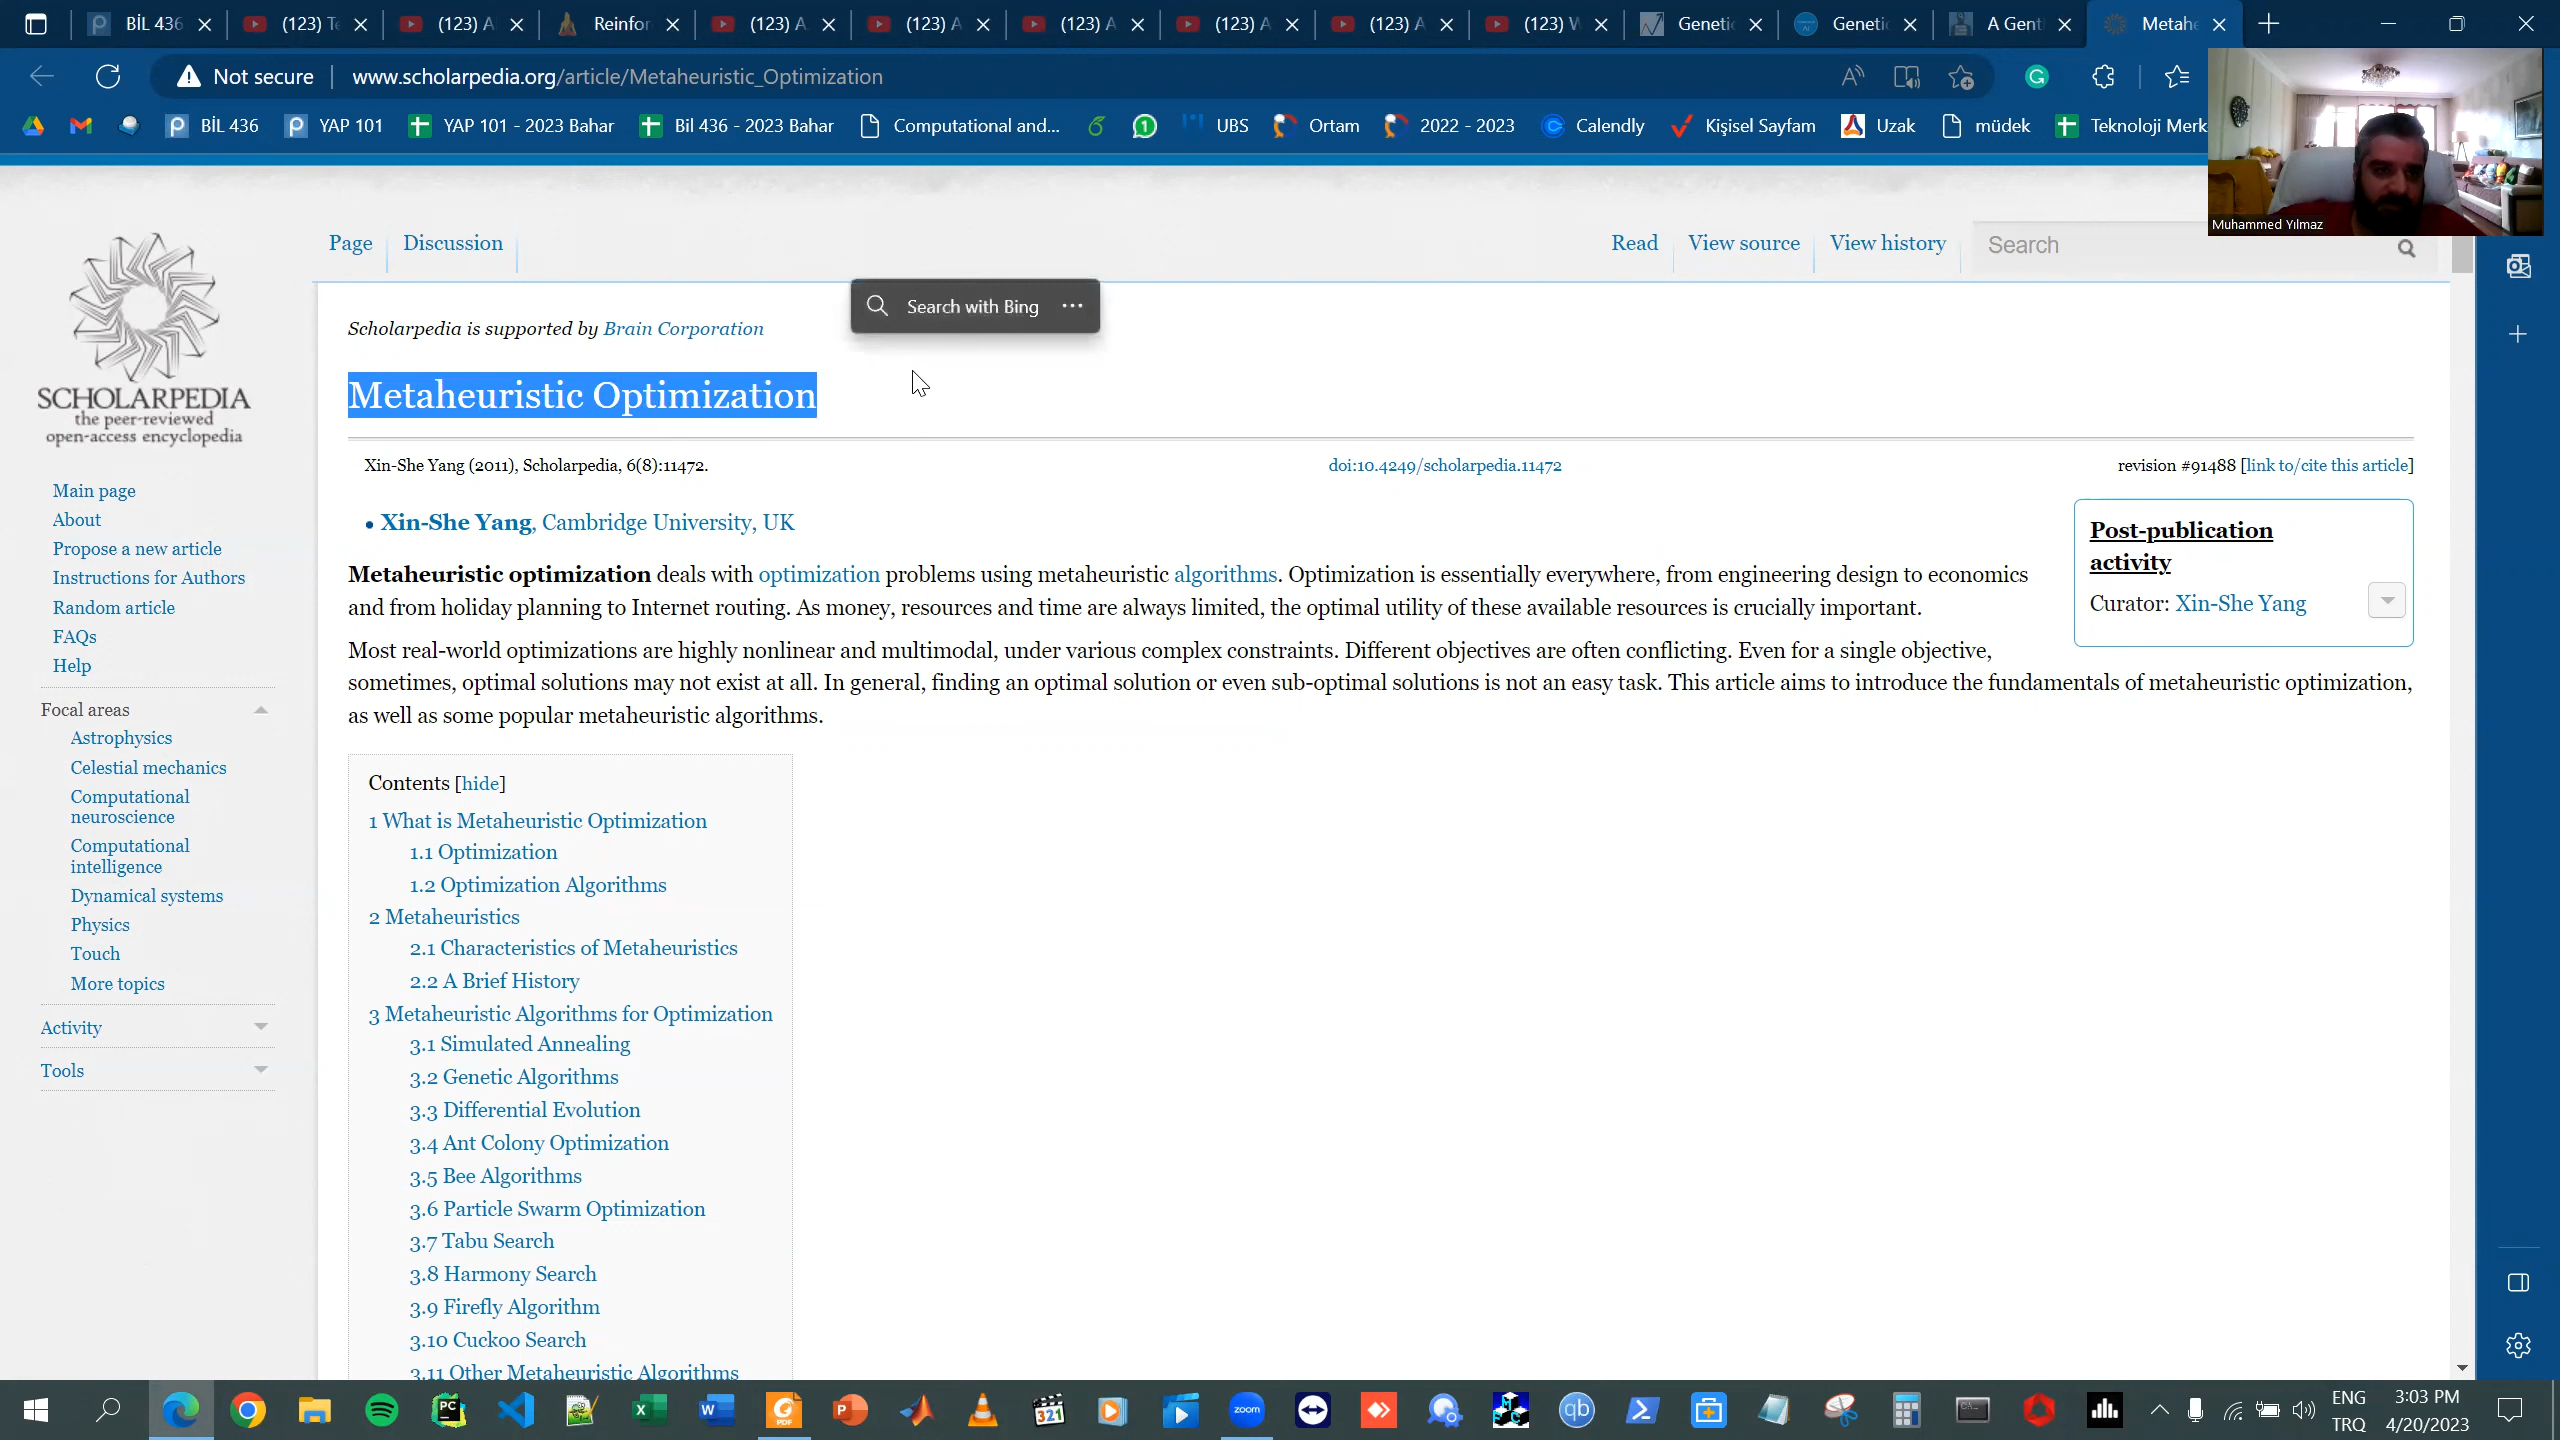 BİL 436
(123) Te
(123) A
Reinfor
(123) A
(123) A
(123) A
(123) A
(123) A
(123) W
Genetic
Genetic
A Gent
Metahe
Not secure
www.scholarpedia.org/article/Metaheuristic_Optimization
BİL 436
YAP 101
YAP 101 - 2023 Bahar
Bil 436 - 2023 Bahar
Computational and...
UBS
Ortam
2022 - 2023
Calendly
Kişisel Sayfam
Uzak
müdek
Teknoloji Merk
Muhammed Yılmaz
Page
Discussion
Read
View source
View history
Search
Search with Bing
Scholarpedia is supported by Brain Corporation
Metaheuristic Optimization
SCHOLARPEDIA
the peer-reviewed
open-access encyclopedia
Xin-She Yang (2011), Scholarpedia, 6(8):11472.
doi:10.4249/scholarpedia.11472
revision #91488 [link to/cite this article]
Main page
About
Propose a new article
Instructions for Authors
Random article
FAQs
Help
Focal areas
Astrophysics
Celestial mechanics
Computational
neuroscience
Computational
intelligence
Dynamical systems
Physics
Touch
More topics
Activity
Tools
• Xin-She Yang, Cambridge University, UK
Post-publication
activity
Curator: Xin-She Yang
Metaheuristic optimization deals with optimization problems using metaheuristic algorithms. Optimization is essentially everywhere, from engineering design to economics
and from holiday planning to Internet routing. As money, resources and time are always limited, the optimal utility of these available resources is crucially important.
Most real-world optimizations are highly nonlinear and multimodal, under various complex constraints. Different objectives are often conflicting. Even for a single objective,
sometimes, optimal solutions may not exist at all. In general, finding an optimal solution or even sub-optimal solutions is not an easy task. This article aims to introduce the fundamentals of metaheuristic optimization,
as well as some popular metaheuristic algorithms.
Contents [hide]
1 What is Metaheuristic Optimization
1.1 Optimization
1.2 Optimization Algorithms
2 Metaheuristics
2.1 Characteristics of Metaheuristics
2.2 A Brief History
3 Metaheuristic Algorithms for Optimization
3.1 Simulated Annealing
3.2 Genetic Algorithms
3.3 Differential Evolution
3.4 Ant Colony Optimization
3.5 Bee Algorithms
3.6 Particle Swarm Optimization
3.7 Tabu Search
3.8 Harmony Search
3.9 Firefly Algorithm
3.10 Cuckoo Search
3.11 Other Metaheuristic Algorithms
PC
PDF
321
zoom
qb
ENG
TRQ
3:03 PM
4/20/2023